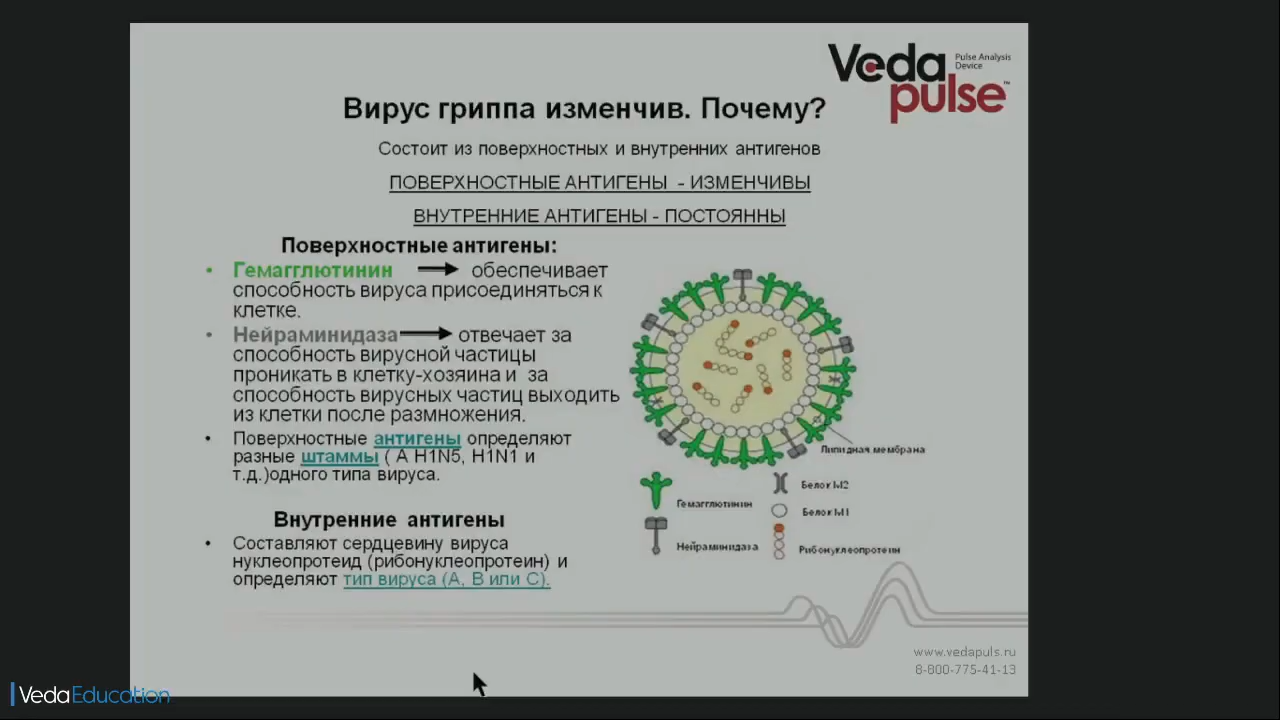 Veda
pulse™
Pulse Analysis
Device
Вирус гриппа изменчив. Почему?
Состоит из поверхностных и внутренних антигенов
ПОВЕРХНОСТНЫЕ АНТИГЕНЫ - ИЗМЕНЧИВЫ
ВНУТРЕННИЕ АНТИГЕНЫ - ПОСТОЯННЫ
Поверхностные антигены:
• Гемагглютинин обеспечивает
способность вируса присоединяться к
клетке.
• Нейраминидаза отвечает за
способность вирусной частицы
проникать в клетку-хозяина и за
способность вирусных частиц выходить
из клетки после размножения.
• Поверхностные антигены определяют
разные штаммы ( А H1N5, H1N1 и
т.д.)одного типа вируса.
Внутренние антигены
• Составляют сердцевину вируса
нуклеопротеид (рибонуклеопротеин) и
определяют тип вируса (А, В или С).
Липидная мембрана
Гемагглютинин
Нейраминидаза
Белок М2
Белок М1
Рибонуклеопротеин
www.vedapuls.ru
8-800-775-41-13
VedaEducation